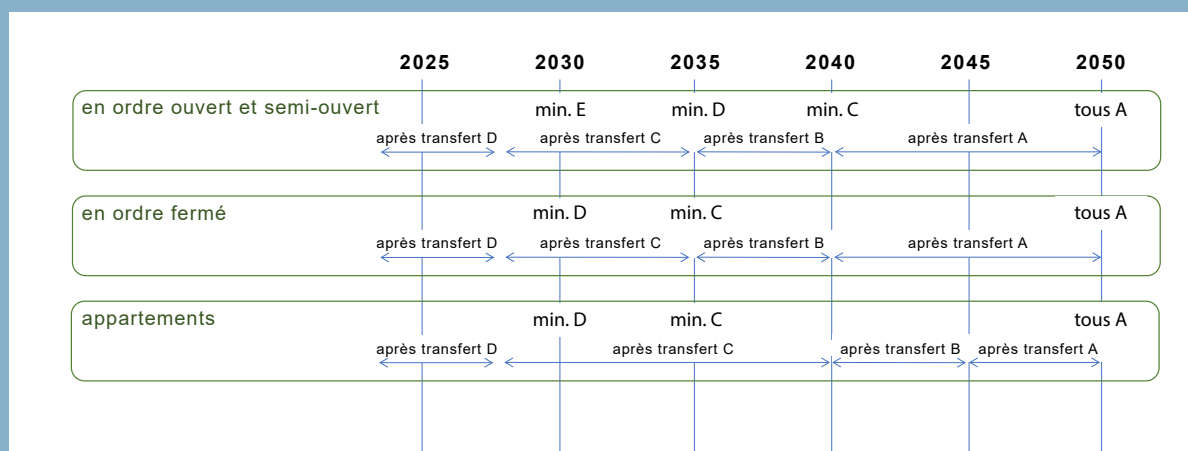 2025 2030 2035 2040 2045 2050
en ordre ouvert et semi-ouvert min. E min. D min. C tous A
après transfert D après transfert C après transfert B après transfert A
en ordre fermé min. D min. C tous A
après transfert D après transfert C après transfert B après transfert A
appartements min. D min. C tous A
après transfert D après transfert C après transfert B après transfert A